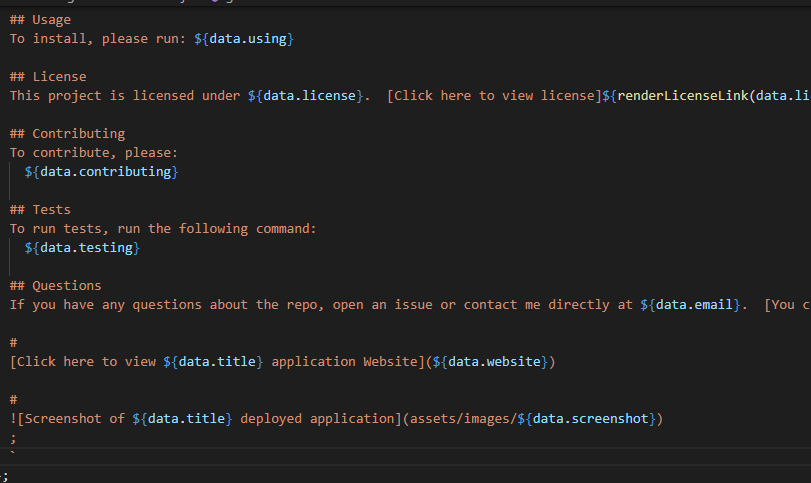 ## Usage
To install, please run: ${data.using}
## License
This project is licensed under ${data.license}.  [Click here to view license]${renderLicenseLink(data.li
## Contributing
To contribute, please:
${data.contributing}
## Tests
To run tests, run the following command:
${data.testing}
## Questions
If you have any questions about the repo, open an issue or contact me directly at ${data.email}.  [You c
#
[Click here to view ${data.title} application Website](${data.website})
#
![Screenshot of ${data.title} deployed application](assets/images/${data.screenshot})
;
`
;